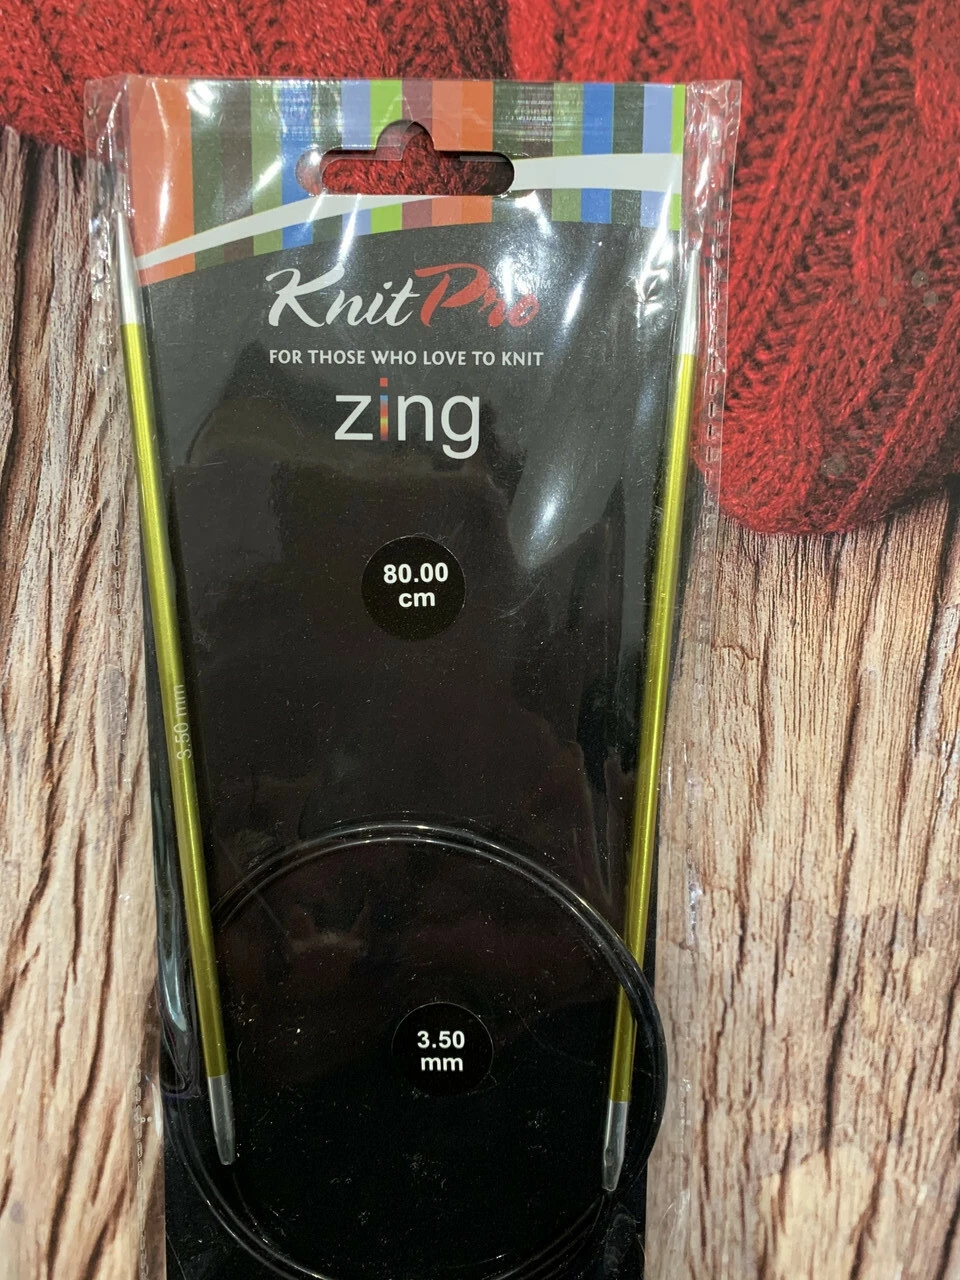 KnitPro
FOR THOSE WHO LOVE TO KNIT
zing
80.00
cm
3.50 mm
3.50
mm